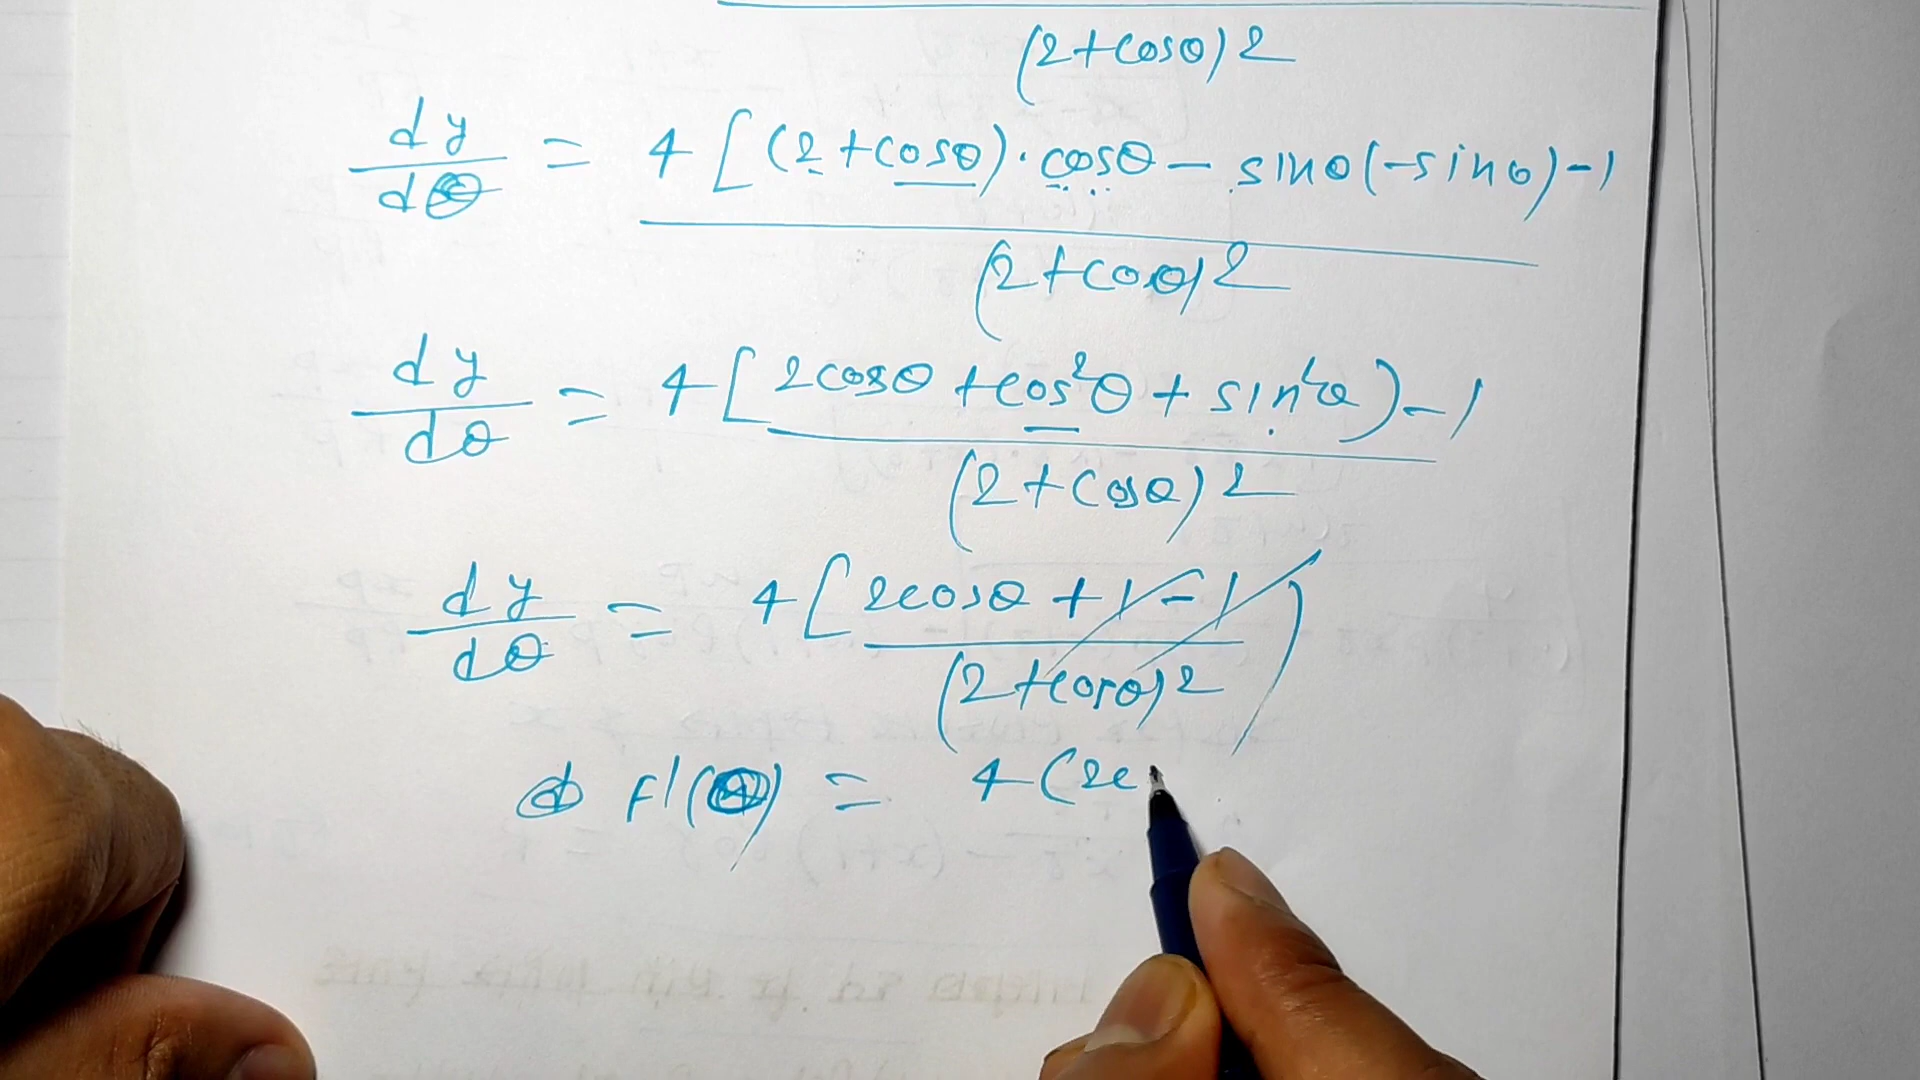 (2+cosθ)2
dy/dθ = 4[(2+cosθ).cosθ - sinθ(-sinθ)-1
(2+coθ)2
dy/dθ = 4[2cosθ + cos²θ + sin²θ)-1
(2+cosθ)2
dy/dθ = 4[2cosθ + 1 - 1)
(2+cosθ)2
f'(θ) = 4(2c